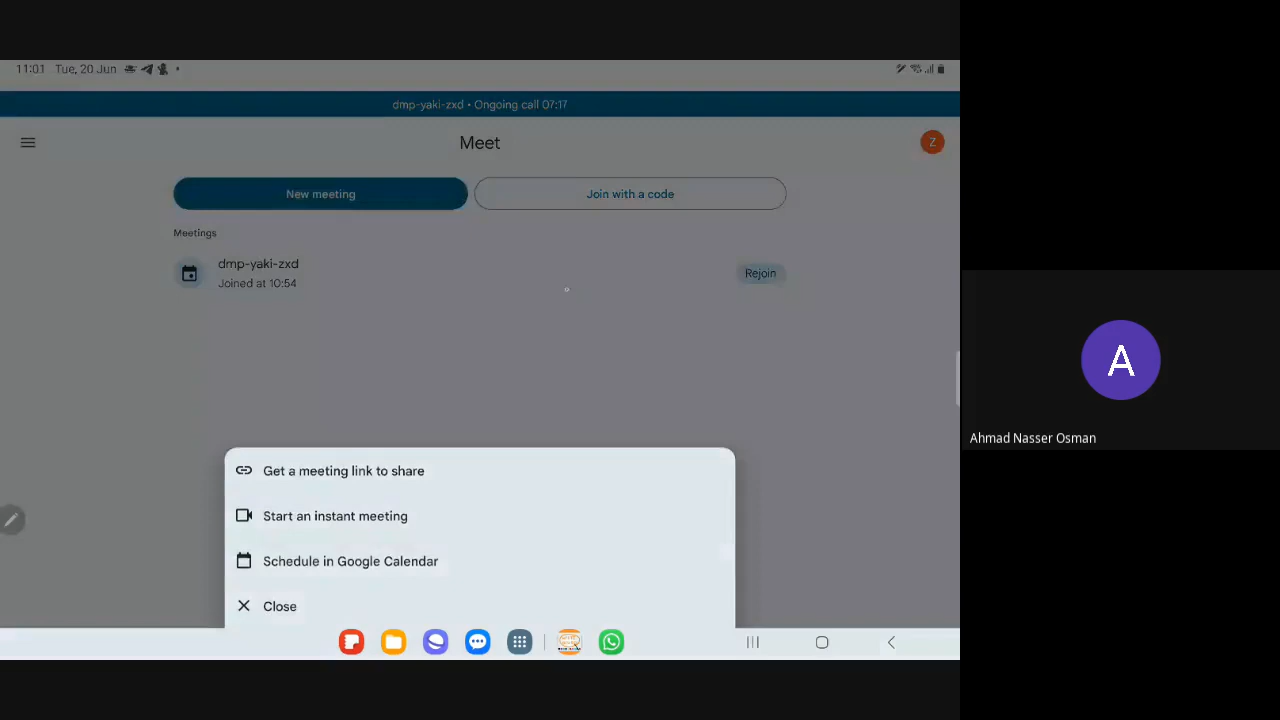 11:01 Tue, 20 Jun
dmp-yaki-zxd • Ongoing call 07:17
Meet
Z
New meeting
Join with a code
Meetings
dmp-yaki-zxd
Joined at 10:54
Rejoin
A
Ahmad Nasser Osman
Get a meeting link to share
Start an instant meeting
Schedule in Google Calendar
Close